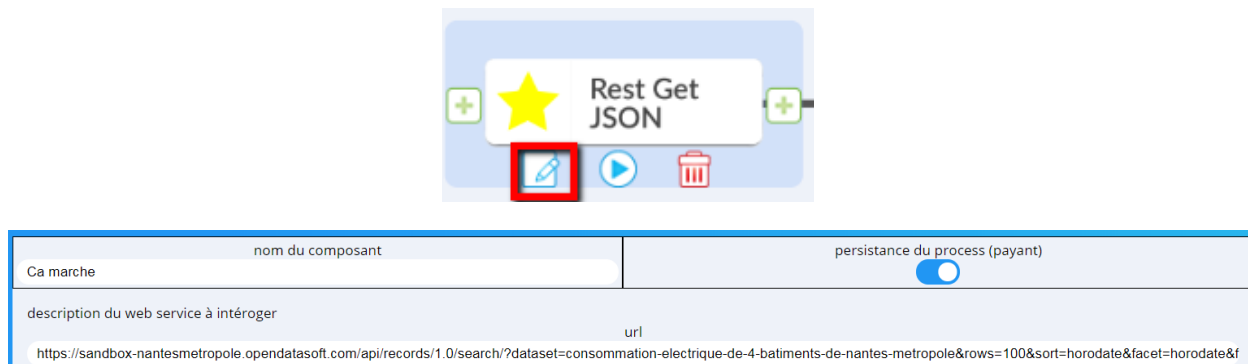 Rest Get
JSON
nom du composant
persistance du process (payant)
Ca marche
description du web service à intéroger
url
https://sandbox-nantesmetropole.opendatasoft.com/api/records/1.0/search/?dataset=consommation-electrique-de-4-batiments-de-nantes-metropole&rows=100&sort=horodate&facet=horodate&f